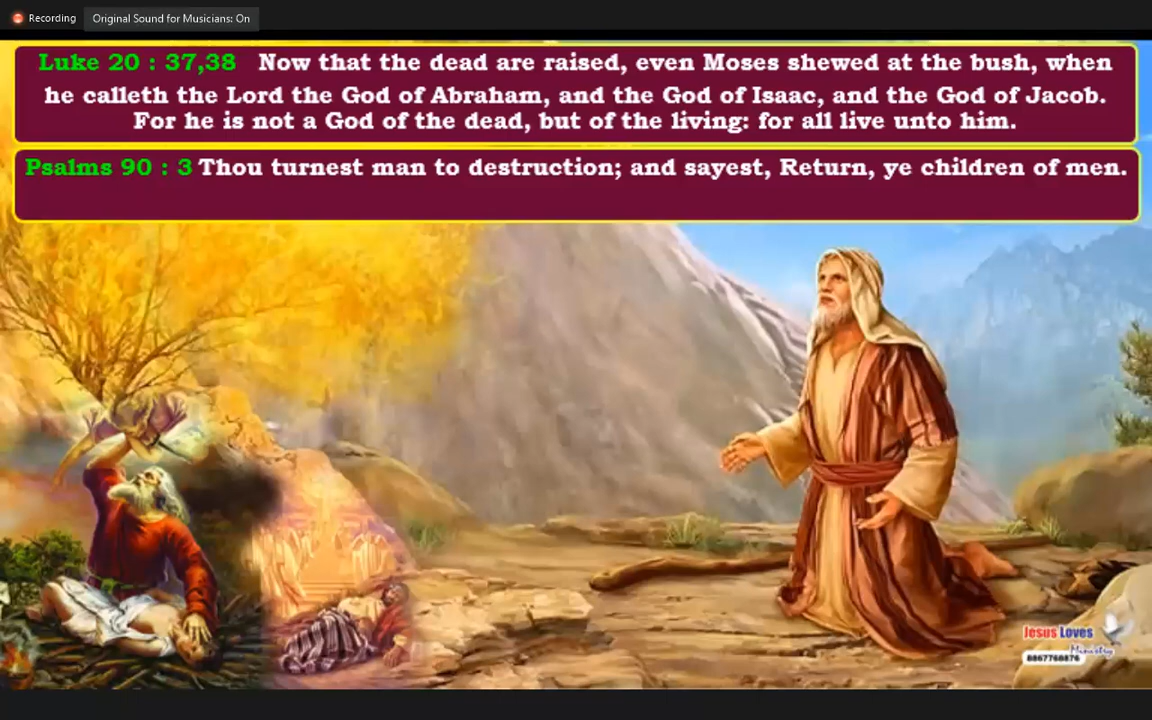 Recording
Original Sound for Musicians: On
Luke 20 : 37,38 Now that the dead are raised, even Moses shewed at the bush, when
he calleth the Lord the God of Abraham, and the God of Isaac, and the God of Jacob.
For he is not a God of the dead, but of the living: for all live unto him.
Psalms 90 : 3 Thou turnest man to destruction; and sayest, Return, ye children of men.
Jesus Loves
Ministry
8867768876